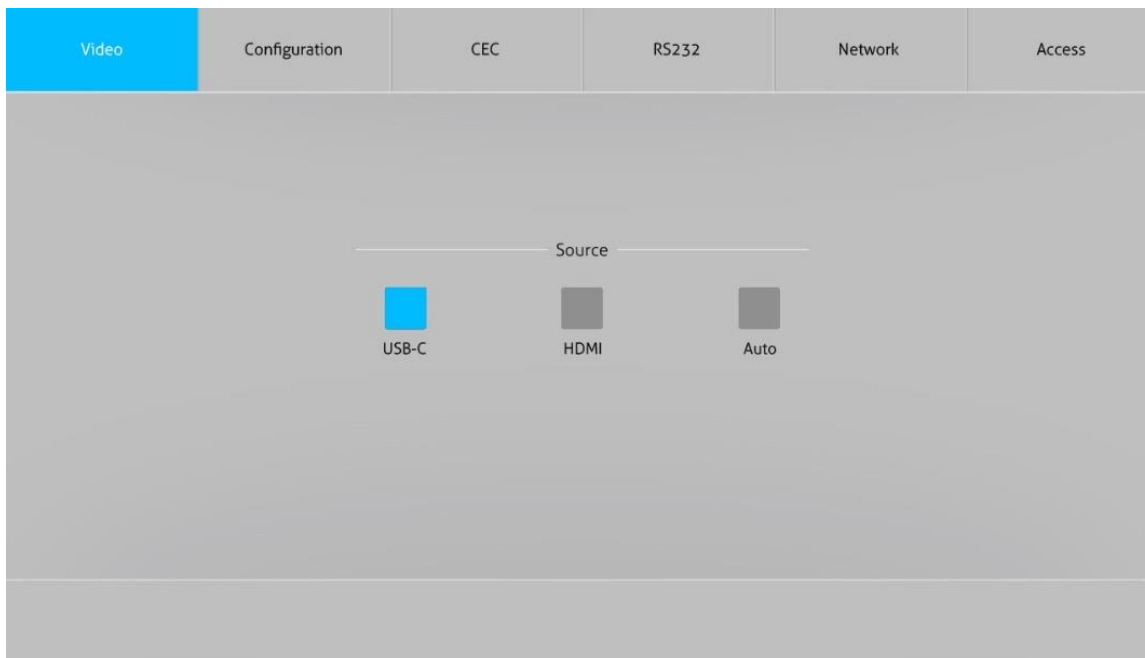 Video Configuration CEC RS232 Network Access
Source
USB-C HDMI Auto